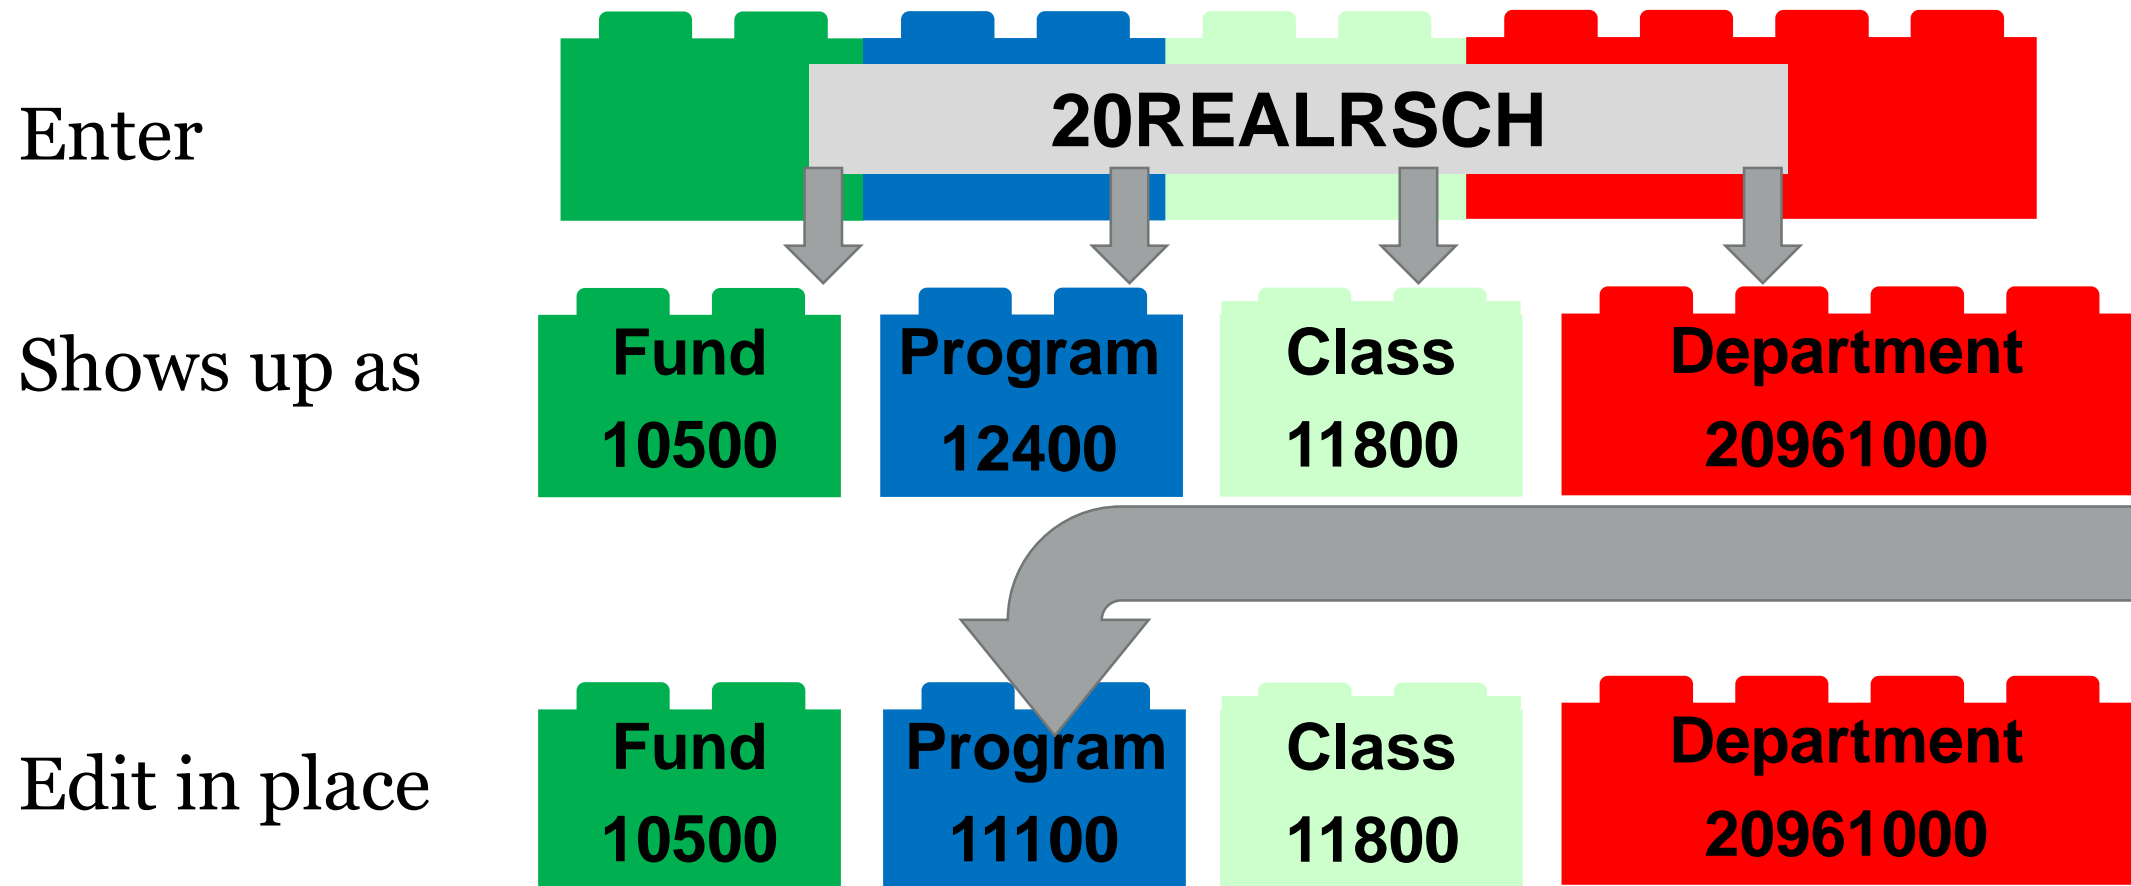 Enter
20REALRSCH
Shows up as
Fund Program Class Department
10500 12400 11800 20961000
Edit in place
Fund Program Class Department
10500 11100 11800 20961000